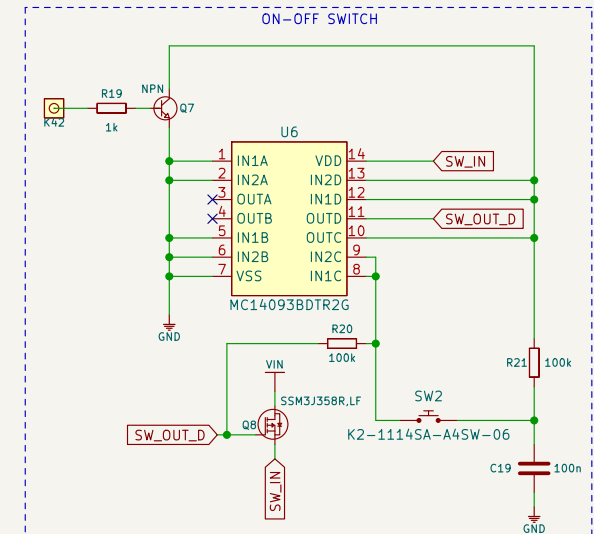 ON-OFF SWITCH
NPN
R19
Q7
K42
1k
U6
1 IN1A VDD 14 SW_IN
2 IN2A IN2D 13
3 OUTA IN1D 12
4 OUTB OUTD 11 SW_OUT_D
5 IN1B OUTC 10
6 IN2B IN2C 9
7 VSS IN1C 8
MC14093BDTR2G
GND
R20
100k
R21 100k
VIN
SSM3J358R,LF
SW2
Q8
SW_OUT_D
K2-1114SA-A4SW-06
C19 100n
SW_IN
GND